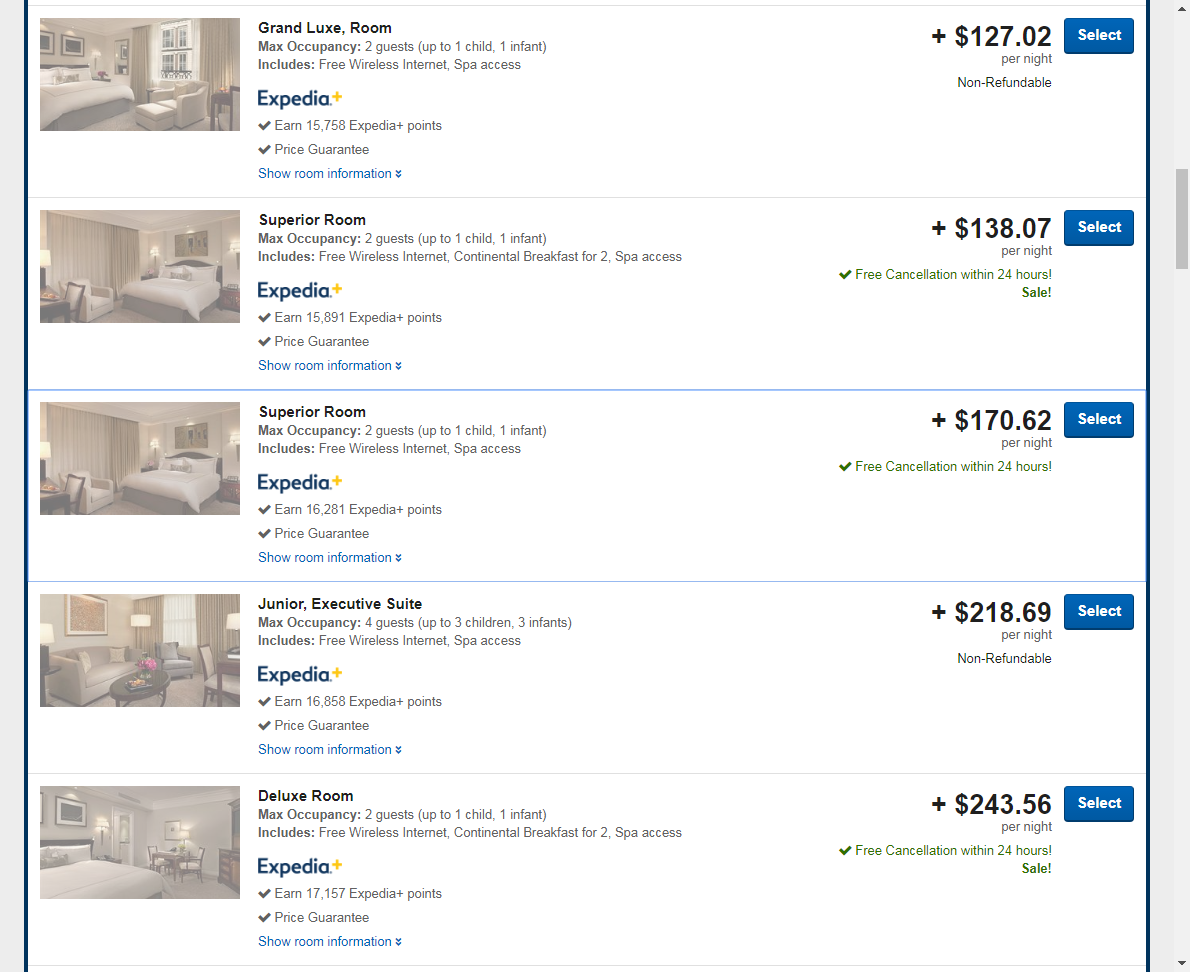 Grand Luxe, Room
Max Occupancy: 2 guests (up to 1 child, 1 infant)
Includes: Free Wireless Internet, Spa access
Expedia+
Earn 15,758 Expedia+ points
Price Guarantee
Show room information
+ $127.02
per night
Non-Refundable
Select
Superior Room
Max Occupancy: 2 guests (up to 1 child, 1 infant)
Includes: Free Wireless Internet, Continental Breakfast for 2, Spa access
Expedia+
Earn 15,891 Expedia+ points
Price Guarantee
Show room information
+ $138.07
per night
Free Cancellation within 24 hours!
Sale!
Select
Superior Room
Max Occupancy: 2 guests (up to 1 child, 1 infant)
Includes: Free Wireless Internet, Spa access
Expedia+
Earn 16,281 Expedia+ points
Price Guarantee
Show room information
+ $170.62
per night
Free Cancellation within 24 hours!
Select
Junior, Executive Suite
Max Occupancy: 4 guests (up to 3 children, 3 infants)
Includes: Free Wireless Internet, Spa access
Expedia+
Earn 16,858 Expedia+ points
Price Guarantee
Show room information
+ $218.69
per night
Non-Refundable
Select
Deluxe Room
Max Occupancy: 2 guests (up to 1 child, 1 infant)
Includes: Free Wireless Internet, Continental Breakfast for 2, Spa access
Expedia+
Earn 17,157 Expedia+ points
Price Guarantee
Show room information
+ $243.56
per night
Free Cancellation within 24 hours!
Sale!
Select